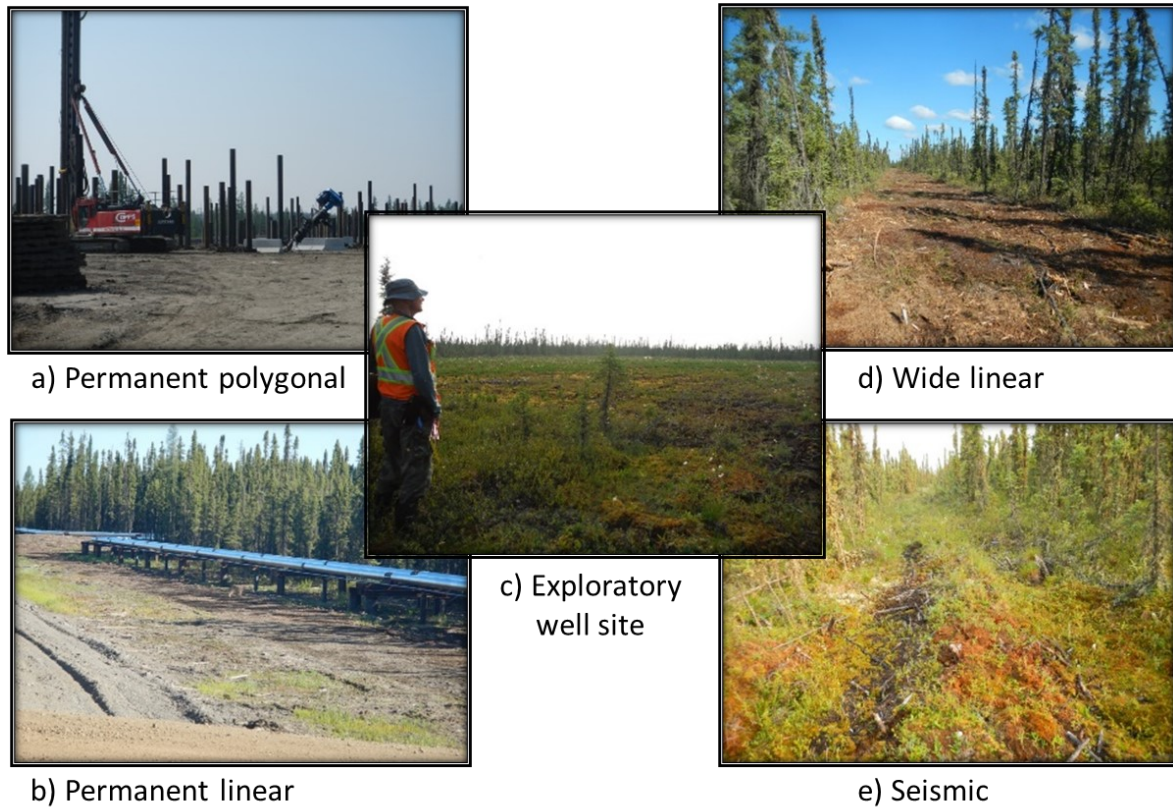 a) Permanent polygonal
d) Wide linear
c) Exploratory
well site
b) Permanent linear
e) Seismic